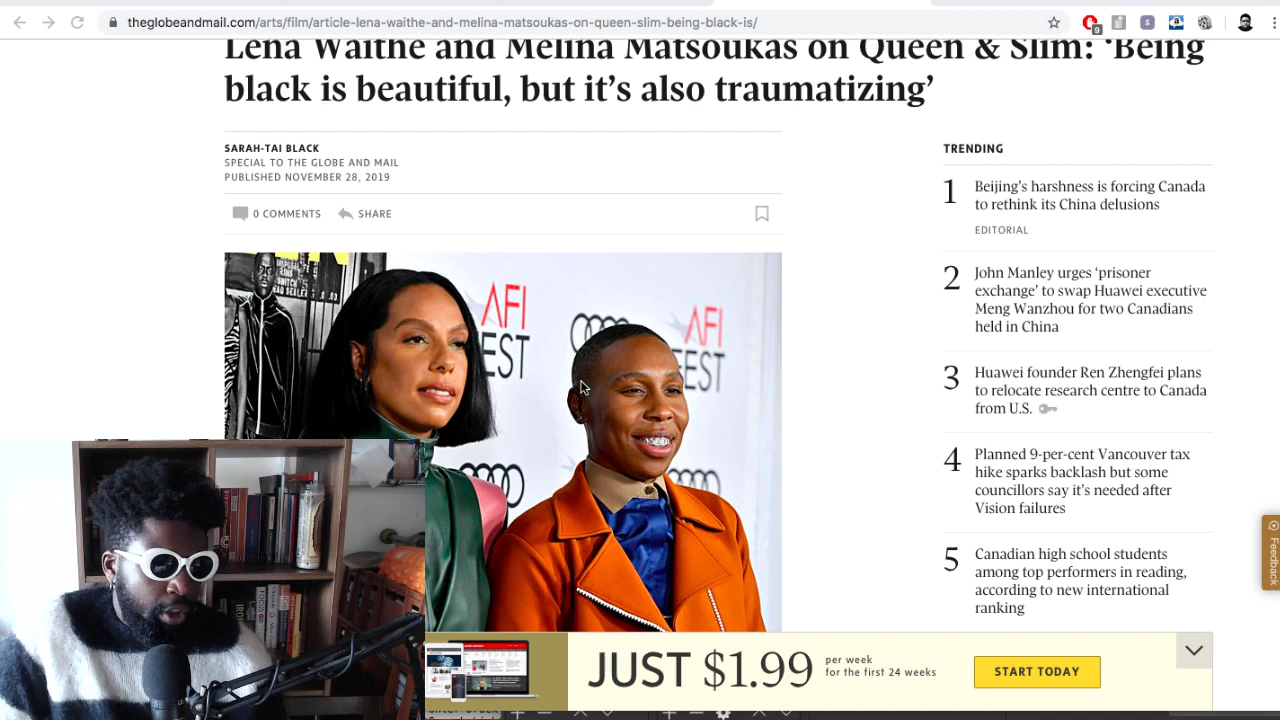 theglobeandmail.com/arts/film/article-lena-waithe-and-melina-matsoukas-on-queen-slim-being-black-is/
9
Lena Waithe and Melina Matsoukas on Queen & Slim: ‘Being
black is beautiful, but it’s also traumatizing’
SARAH-TAI BLACK
SPECIAL TO THE GLOBE AND MAIL
PUBLISHED NOVEMBER 28, 2019
0 COMMENTS
SHARE
AFI
FEST
AFI
FEST
TRENDING
1
Beijing’s harshness is forcing Canada
to rethink its China delusions
EDITORIAL
2
John Manley urges ‘prisoner
exchange’ to swap Huawei executive
Meng Wanzhou for two Canadians
held in China
3
Huawei founder Ren Zhengfei plans
to relocate research centre to Canada
from U.S.
4
Planned 9-per-cent Vancouver tax
hike sparks backlash but some
councillors say it’s needed after
Vision failures
5
Canadian high school students
among top performers in reading,
according to new international
ranking
Feedback
JUST $1.99
per week
for the first 24 weeks
START TODAY